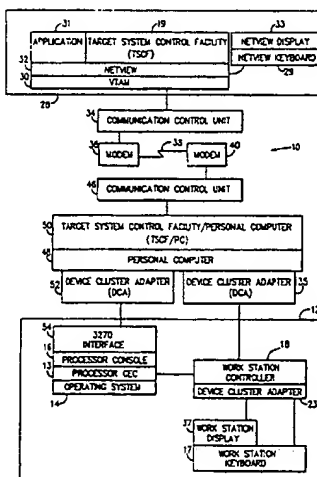 31
19
33
APPLICATION
TARGET SYSTEM CONTROL FACILITY
(TSCF)
NETVIEW DISPLAY
NETVIEW KEYBOARD
32
NETVIEW
29
30
VTAM
28
34
COMMUNICATION CONTROL UNIT
36
MODEM
38
MODEM
40
10
46
COMMUNICATION CONTROL UNIT
50
TARGET SYSTEM CONTROL FACILITY/PERSONAL COMPUTER
(TSCF/PC)
48
PERSONAL COMPUTER
52
DEVICE CLUSTER ADAPTER
(DCA)
DEVICE CLUSTER ADAPTER
(DCA)
35
12
54
3270
INTERFACE
16
PROCESSOR CONSOLE
13
PROCESSOR CEC
OPERATING SYSTEM
14
18
WORK STATION
CONTROLLER
DEVICE CLUSTER ADAPTER
23
37
WORK STATION
DISPLAY
17
WORK STATION
KEYBOARD